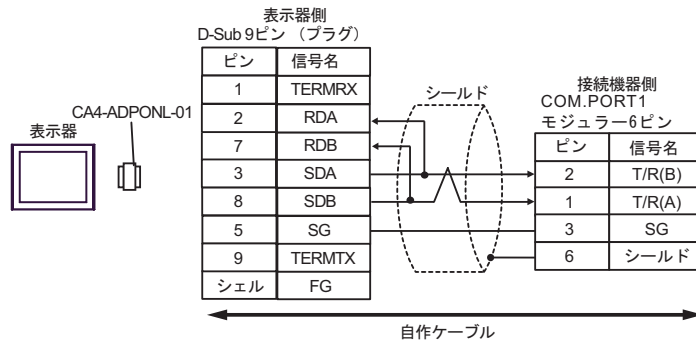 CA4-ADPONL-01
表示器
表示器側
D-Sub 9ピン （プラグ）
ピン 信号名
1 TERMRX
2 RDA
7 RDB
3 SDA
8 SDB
5 SG
9 TERMTX
シェル FG
シールド
接続機器側
COM.PORT1
モジュラー6ピン
ピン 信号名
2 T/R(B)
1 T/R(A)
3 SG
6 シールド
自作ケーブル